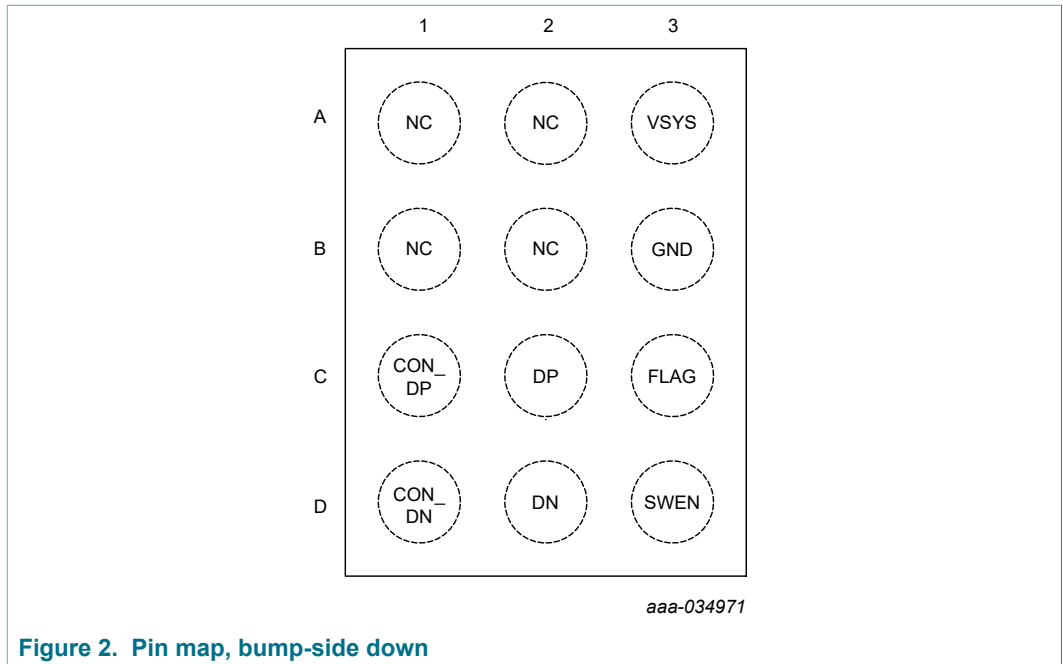 1 2 3
A NC NC VSYS
B NC NC GND
C CON_
DP DP FLAG
D CON_
DN DN SWEN
aaa-034971
Figure 2. Pin map, bump-side down